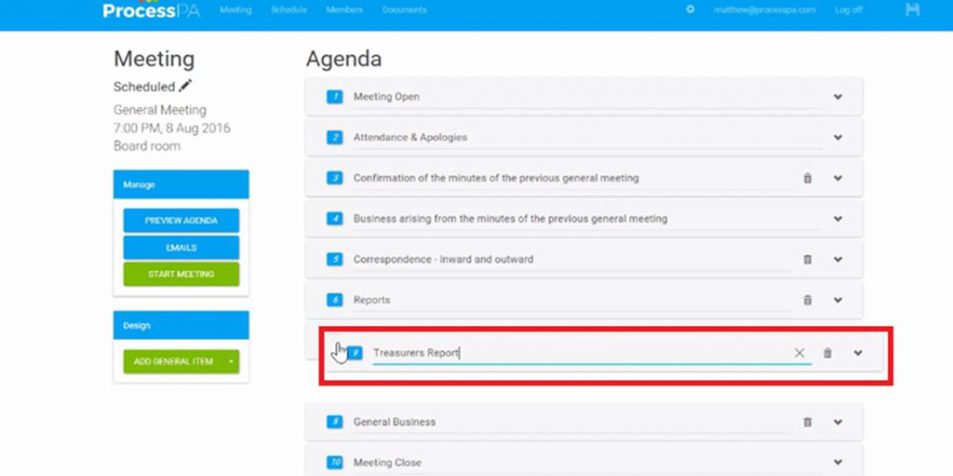 ProcessPA Meeting Schedule Members Documents matthew@processpa.com Log off
Meeting
Scheduled
General Meeting
7:00 PM, 8 Aug 2016
Board room
Manage
PREVIEW AGENDA
EMAILS
START MEETING
Design
ADD GENERAL ITEM
Agenda
1 Meeting Open
2 Attendance & Apologies
3 Confirmation of the minutes of the previous general meeting
4 Business arising from the minutes of the previous general meeting
5 Correspondence - inward and outward
6 Reports
9 Treasurers Report
8 General Business
10 Meeting Close